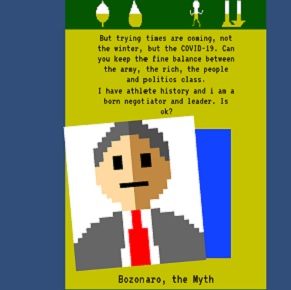 But trying times are coming, not
the winter, but the COVID-19. Can
you keep the fine balance between
the army, the rich, the people
and politics class.
I have athlete history and i am a
born negotiator and leader. Is
ok?
Bozonaro, the Myth